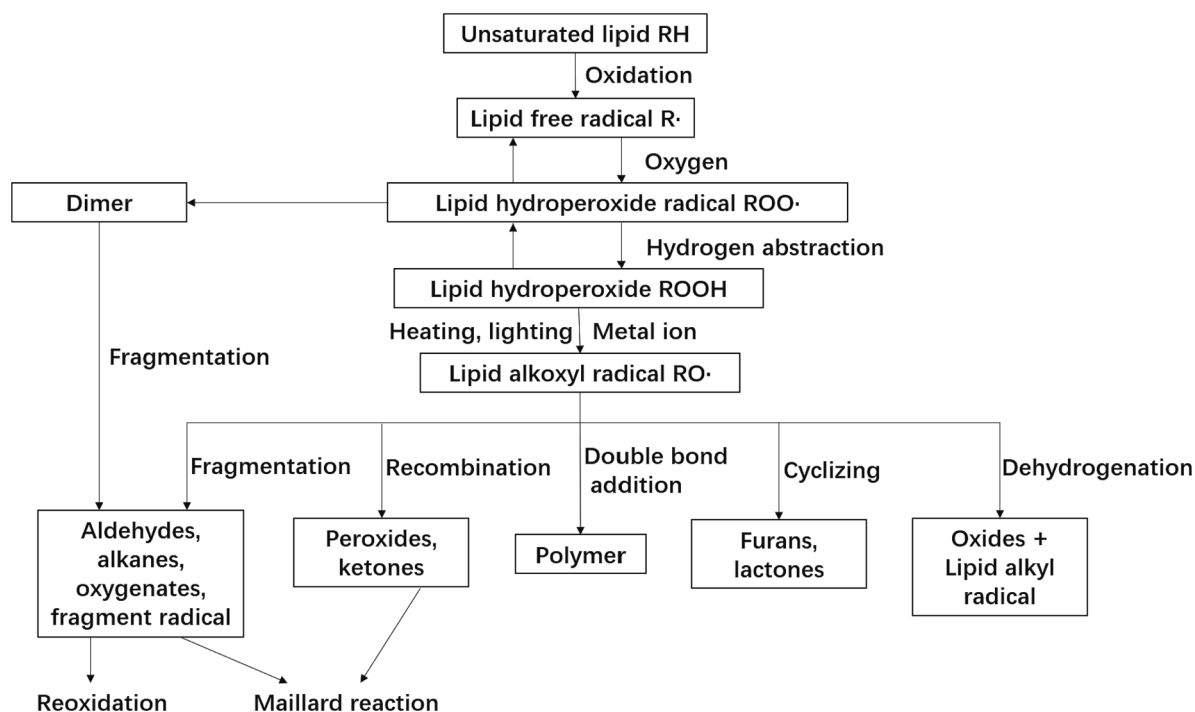 Unsaturated lipid RH
Oxidation
Lipid free radical R·
Oxygen
Dimer
Lipid hydroperoxide radical ROO·
Hydrogen abstraction
Lipid hydroperoxide ROOH
Heating, lighting
Metal ion
Fragmentation
Lipid alkoxyl radical RO·
Fragmentation
Recombination
Double bond
addition
Cyclizing
Dehydrogenation
Aldehydes,
alkanes,
oxygenates,
fragment radical
Peroxides,
ketones
Polymer
Furans,
lactones
Oxides +
Lipid alkyl
radical
Reoxidation
Maillard reaction